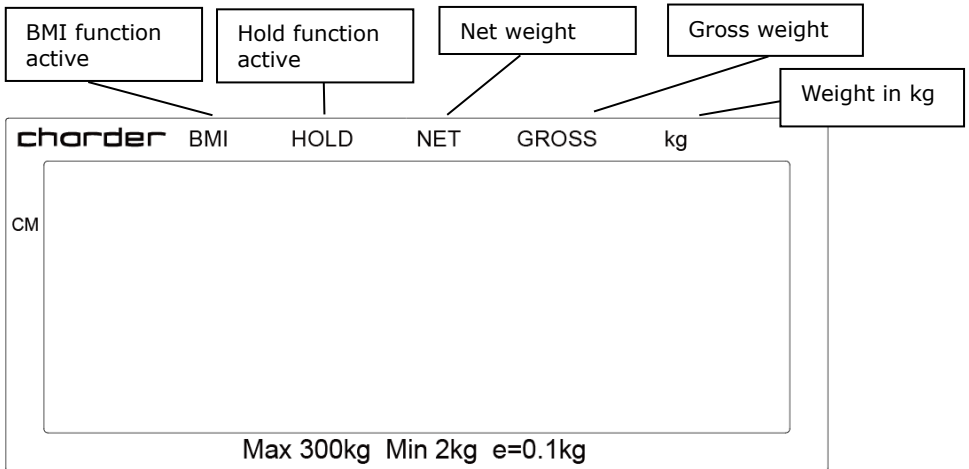 BMI function
active
Hold function
active
Net weight
Gross weight
Weight in kg
charder BMI HOLD NET GROSS kg
CM
Max 300kg Min 2kg e=0.1kg